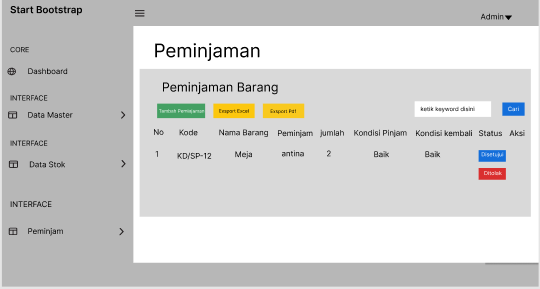 Start Bootstrap
Admin
CORE
Dashboard
INTERFACE
Data Master
INTERFACE
Data Stok
INTERFACE
Peminjam
Peminjaman
Peminjaman Barang
Tambah Peminjaman
Export Excel
Export Pdf
ketik keyword disini
Cari
No Kode Nama Barang Peminjam jumlah Kondisi Pinjam Kondisi kembali Status Aksi
1 KD/SP-12 Meja antina 2 Baik Baik Disetujui
Ditolak